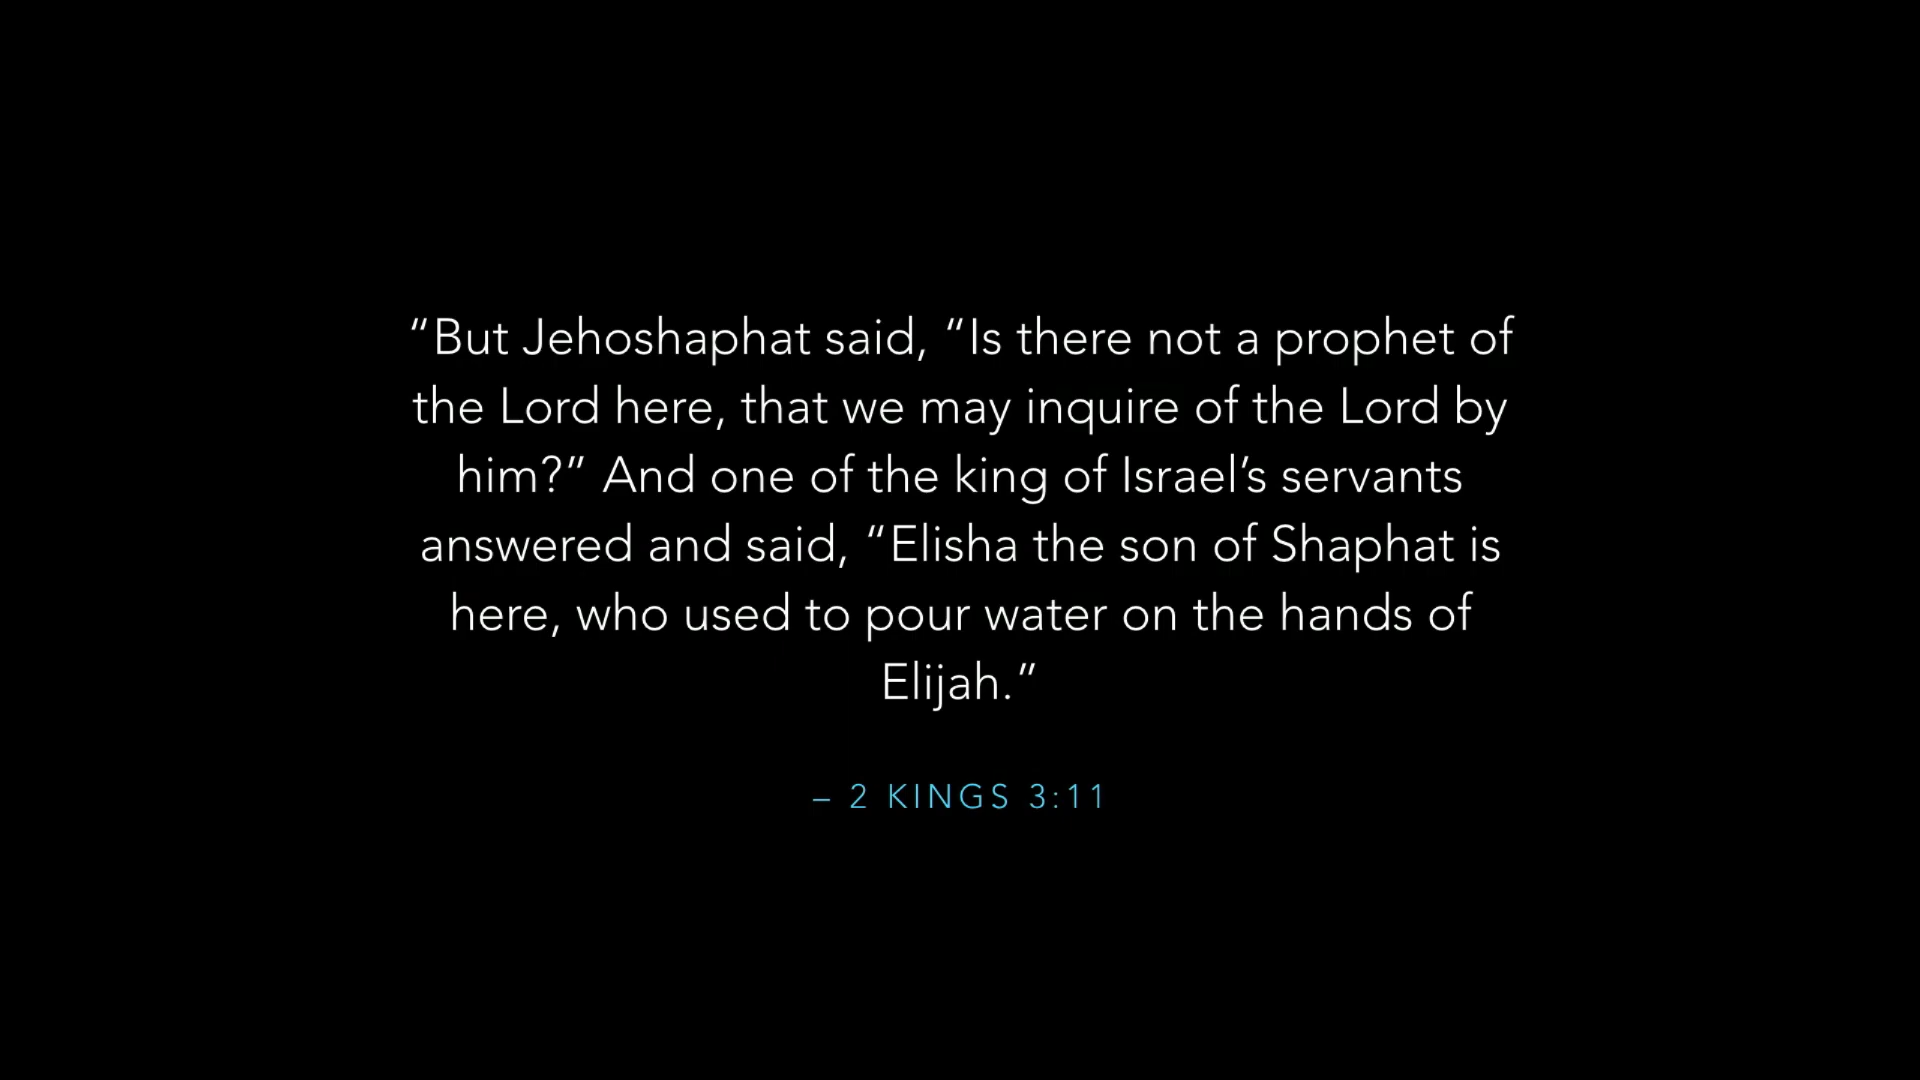 “But Jehoshaphat said, “Is there not a prophet of
the Lord here, that we may inquire of the Lord by
him?” And one of the king of Israel’s servants
answered and said, “Elisha the son of Shaphat is
here, who used to pour water on the hands of
Elijah.”
– 2 KINGS 3:11